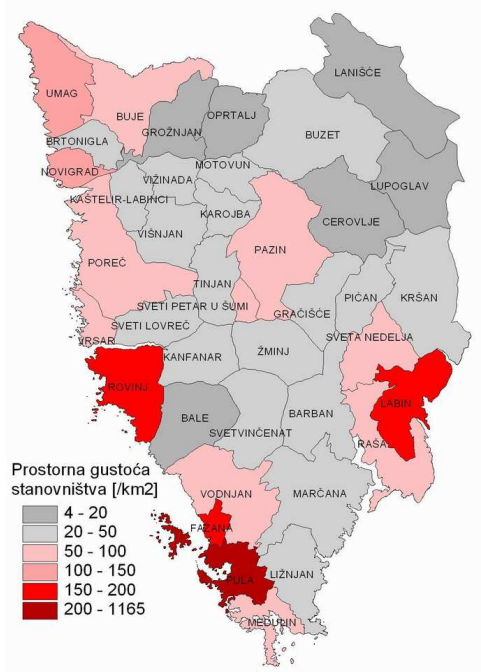 LANIŠĆE
UMAG
BUJE
GROŽNJAN
OPRTALJ
BUZET
BRTONIGLA
MOTOVUN
NOVIGRAD
VIŽINADA
LUPOGLAV
KAŠTELIR-LABINCI
KAROJBA
CEROVLJE
VIŠNJAN
PAZIN
POREČ
TINJAN
PIĆAN
KRŠAN
SVETI PETAR U ŠUMI
GRAČIŠĆE
SVETI LOVREČ
SVETA NEDELJA
VRSAR
KANFANAR
ŽMINJ
ROVINJ
LABIN
BALE
BARBAN
SVETVINČENAT
RAŠA
Prostorna gustoća
stanovništva [/km2]
4 - 20
20 - 50
50 - 100
100 - 150
150 - 200
200 - 1165
VODNJAN
MARČANA
FAŽANA
PULA
LIŽNJAN
MEDULIN